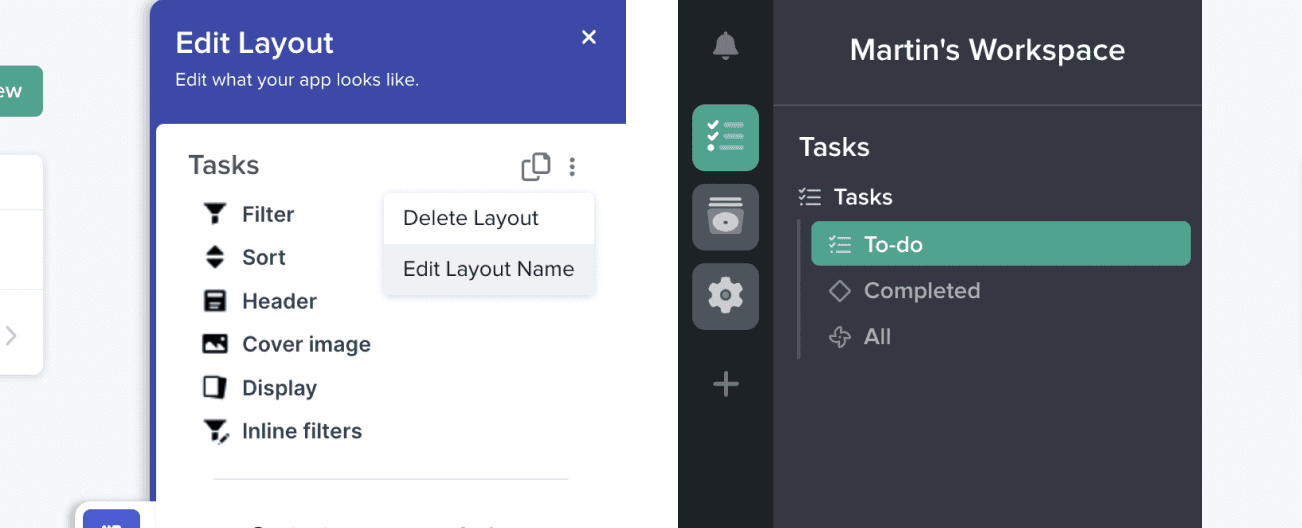 Edit Layout
Edit what your app looks like.
Tasks
Filter
Delete Layout
Sort
Edit Layout Name
Header
Cover image
Display
Inline filters
Martin's Workspace
Tasks
Tasks
To-do
Completed
All